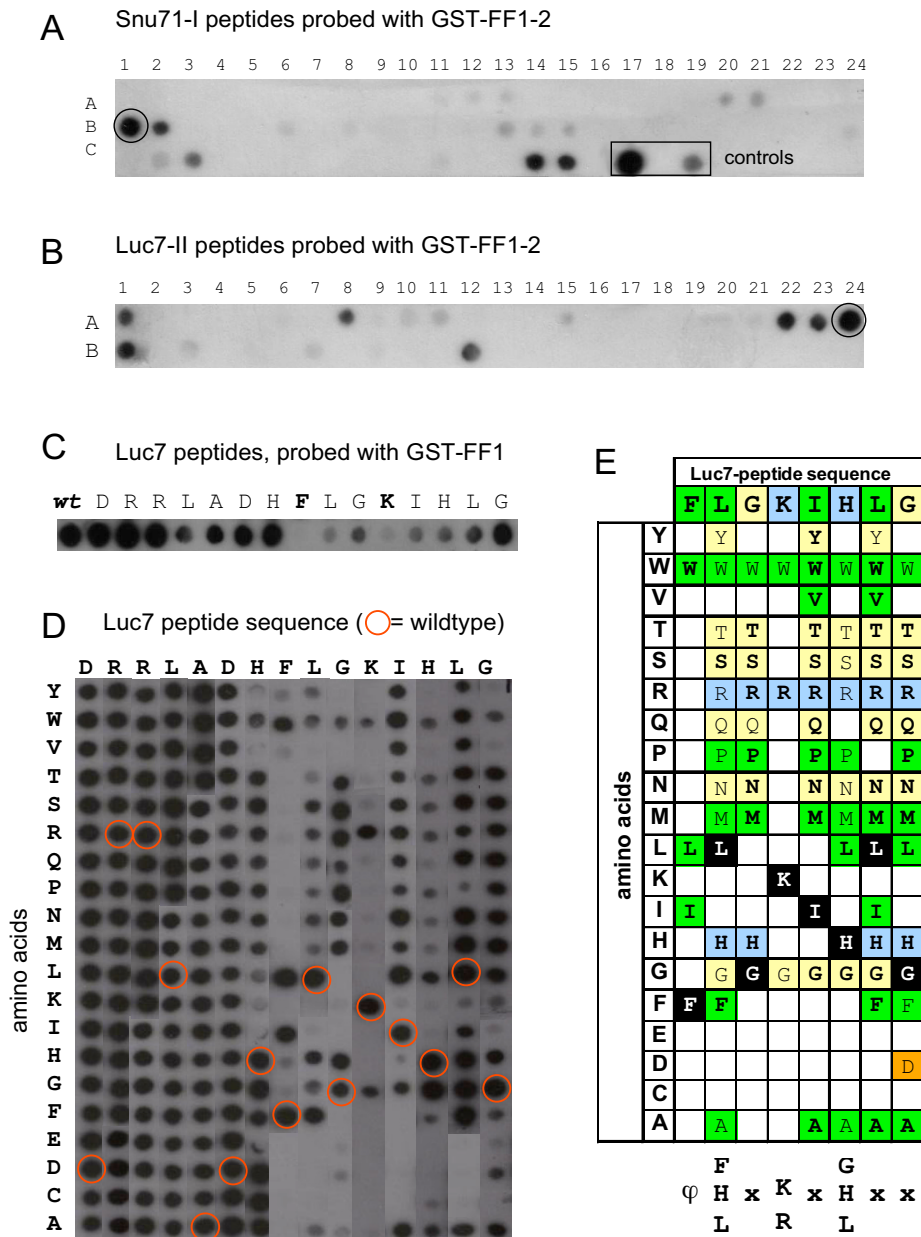 A Snu71-I peptides probed with GST-FF1-2
1 2 3 4 5 6 7 8 9 10 11 12 13 14 15 16 17 18 19 20 21 22 23 24
A
B
C
controls
B Luc7-II peptides probed with GST-FF1-2
1 2 3 4 5 6 7 8 9 10 11 12 13 14 15 16 17 18 19 20 21 22 23 24
A
B
C Luc7 peptides, probed with GST-FF1
wt D R R L A D H F L G K I H L G
D Luc7 peptide sequence (○= wildtype)
D R R L A D H F L G K I H L G
amino acids
Y
W
V
T
S
R
Q
P
N
M
L
K
I
H
G
F
E
D
C
A
E
Luc7-peptide sequence
F L G K I H L G
amino acids
Y Y Y Y
W W W W W W W W W
V V V
T T T T T T T
S S S S S S S
R R R R R R R R
Q Q Q Q Q Q
P P P P P P
N N N N N N N
M M M M M M M
L L L L L L
K K
I I I I
H H H H H H
G G G G G G G G
F F F F F
E
D D
C
A A A A A A
F G
φ H x K x H x x
L R L